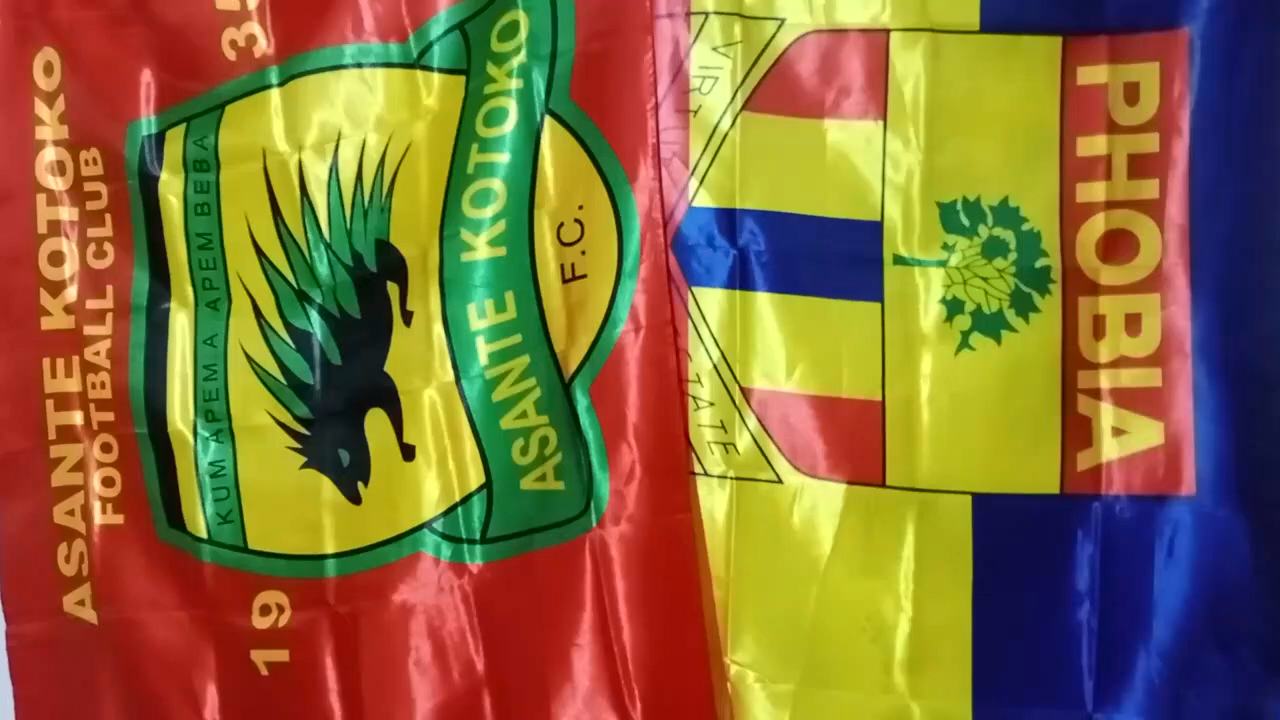 ASANTE KOTOKO
FOOTBALL CLUB
19 35
KUM APEM A APEM BEBA
ASANTE KOTOKO
F.C.
PHOBIA